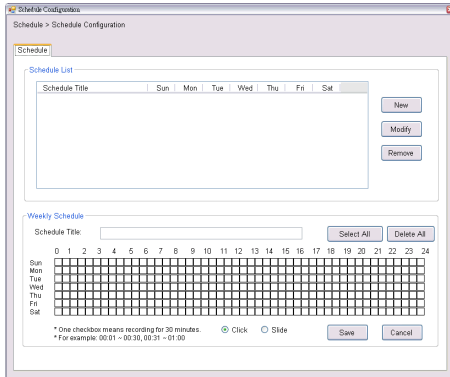 Schedule Configuration
Schedule > Schedule Configuration
Schedule
Schedule List
Schedule Title Sun Mon Tue Wed Thu Fri Sat
New
Modify
Remove
Weekly Schedule
Schedule Title:
Select All Delete All
0 1 2 3 4 5 6 7 8 9 10 11 12 13 14 15 16 17 18 19 20 21 22 23 24
Sun
Mon
Tue
Wed
Thu
Fri
Sat
* One checkbox means recording for 30 minutes.
* For example: 00:01 ~ 00:30, 00:31 ~ 01:00
Click Slide
Save Cancel